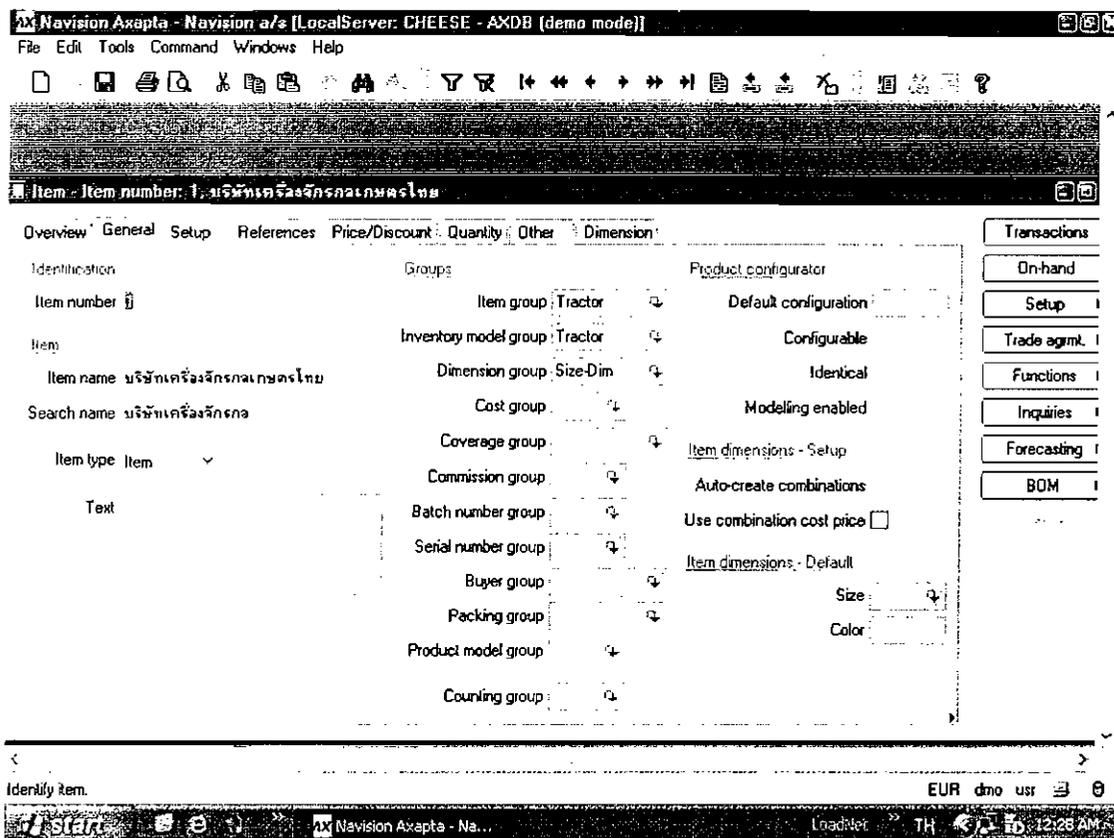 Navision Axapta - Navision a/s [LocalServer: CHEESE - AXDB (demo mode)]
File Edit Tools Command Windows Help
Item - Item number: 1, บริษัทเครื่องจักรกลเกษตรไทย
Overview General Setup References Price/Discount Quantity Other Dimension
Transactions
Identification Groups Product configurator
On-hand
Item number 1 Item group Tractor Default configuration
Setup
Item Inventory model group Tractor Configurable
Trade agrmt.
Item name บริษัทเครื่องจักรกลเกษตรไทย Dimension group Size-Dim Identical
Functions
Search name บริษัทเครื่องจักรกล Cost group Modelling enabled
Inquiries
Coverage group Item dimensions - Setup
Forecasting
Item type Item Commission group Auto-create combinations
BOM
Text Batch number group Use combination cost price
Serial number group Item dimensions - Default
Buyer group Size
Packing group Color
Product model group
Counting group
Identify item. EUR dmo usr
start Navision Axapta - Na... TH 12:28 AM